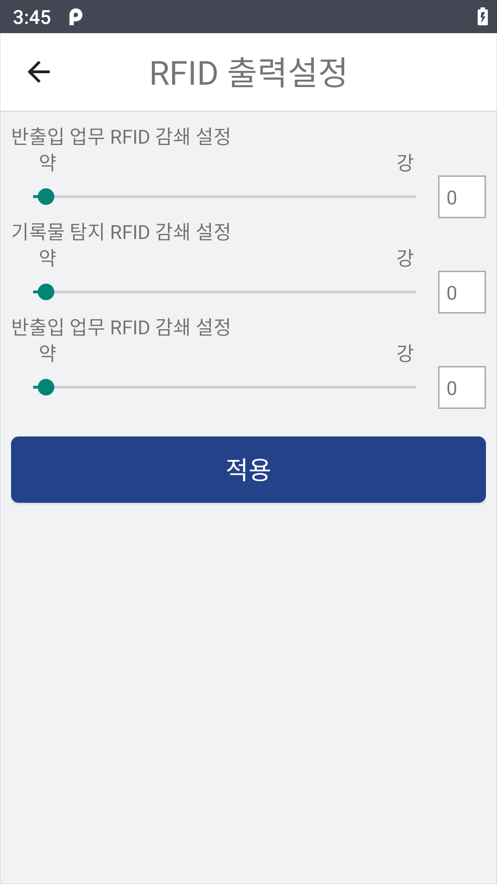 3:45
RFID 출력설정
반출입 업무 RFID 감쇄 설정
약 강
0
기록물 탐지 RFID 감쇄 설정
약 강
0
반출입 업무 RFID 감쇄 설정
약 강
0
적용